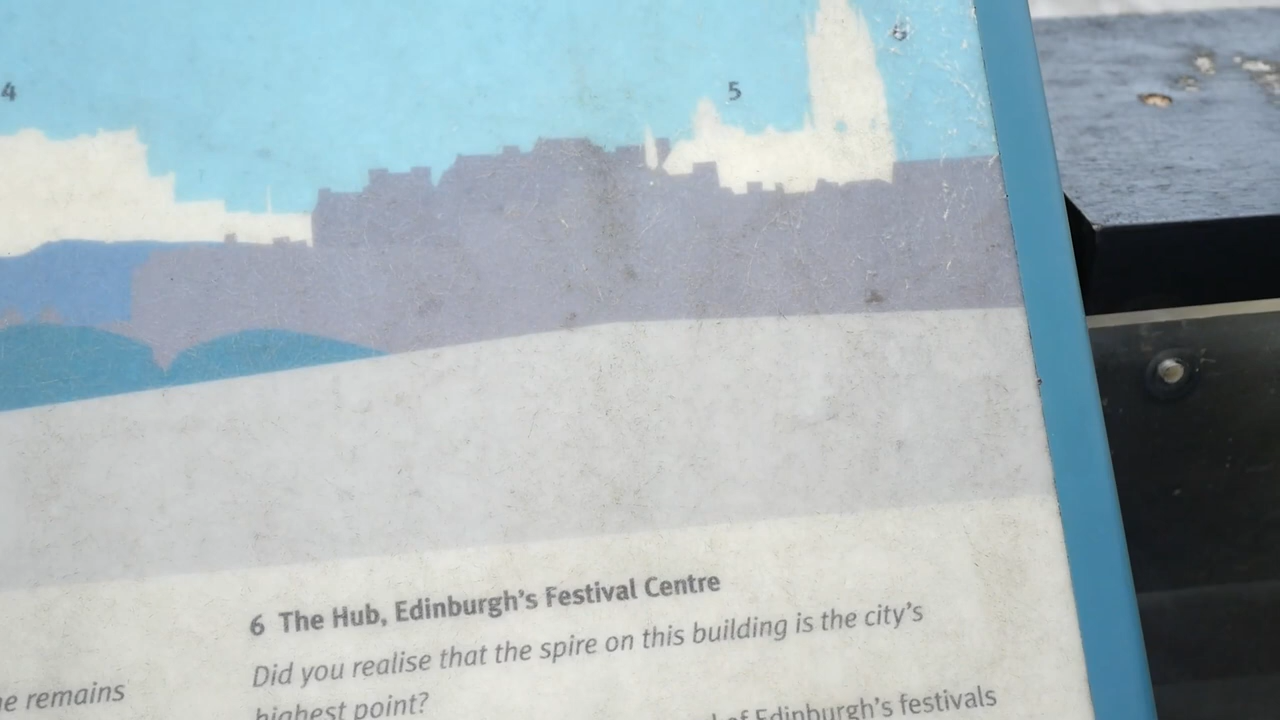 4
5
6 The Hub, Edinburgh's Festival Centre
Did you realise that the spire on this building is the city's
remains
highest point?
of Edinburgh's festivals